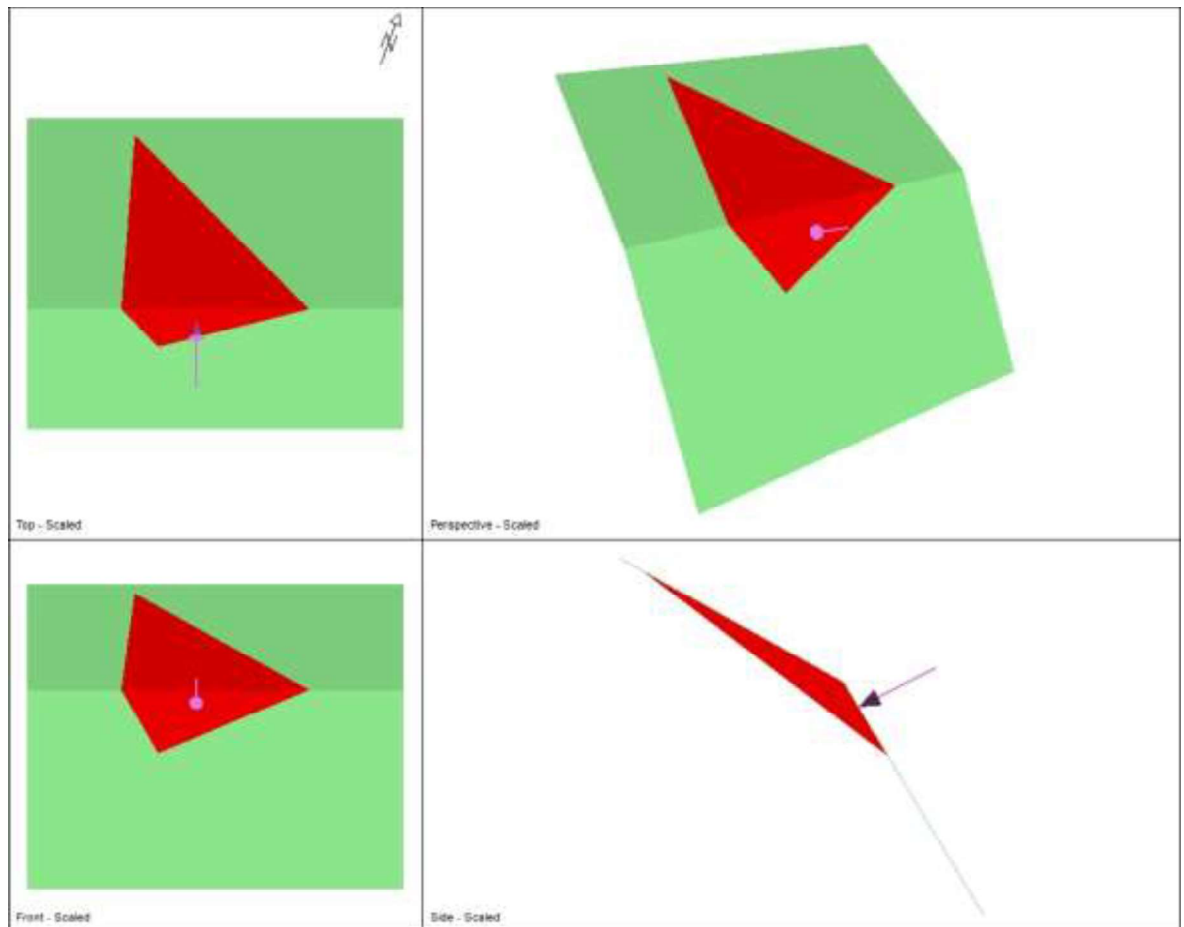 N
Top - Scaled
Perspective - Scaled
Front - Scaled
Side - Scaled